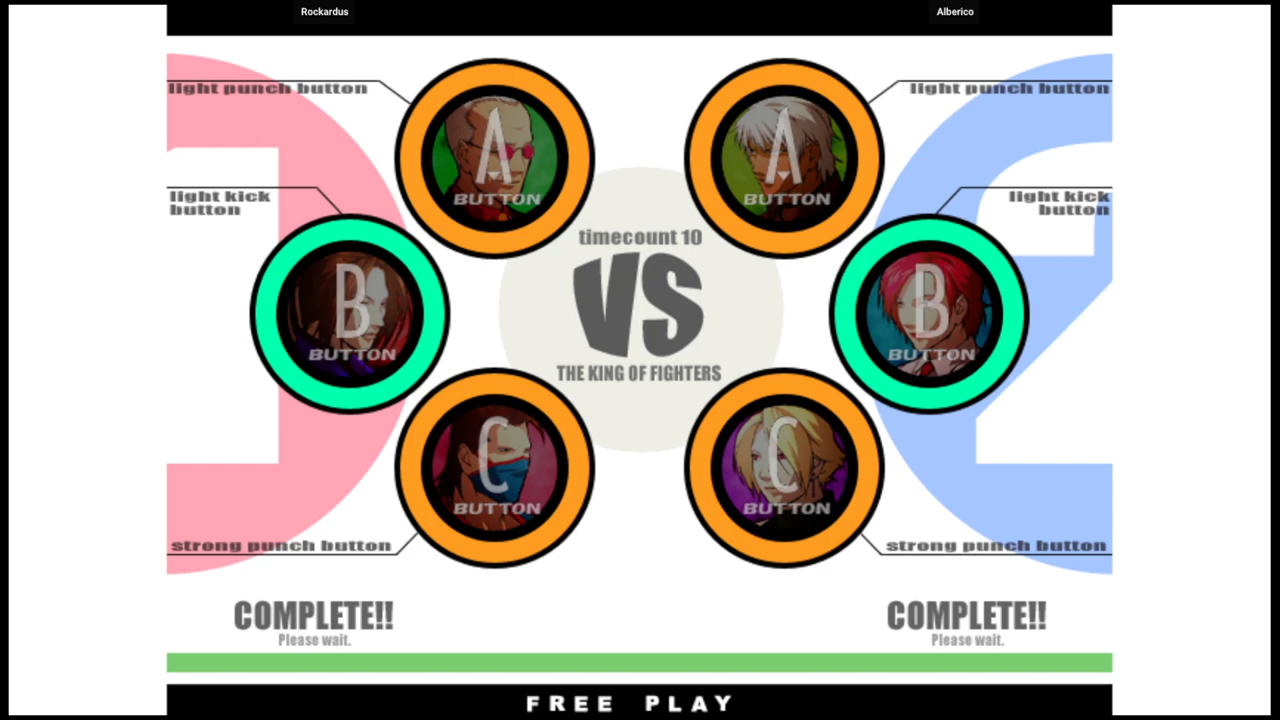 Rockardus
Alberico
light punch button
light punch button
A
BUTTON
A
BUTTON
light kick
button
light kick
button
timecount 10
VS
THE KING OF FIGHTERS
B
BUTTON
B
BUTTON
C
BUTTON
C
BUTTON
strong punch button
strong punch button
COMPLETE!!
Please wait.
COMPLETE!!
Please wait.
FREE PLAY